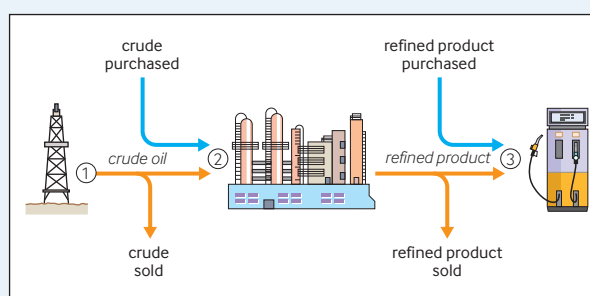 crude
purchased
refined product
purchased
1
crude oil
2
refined product
3
crude
sold
refined product
sold